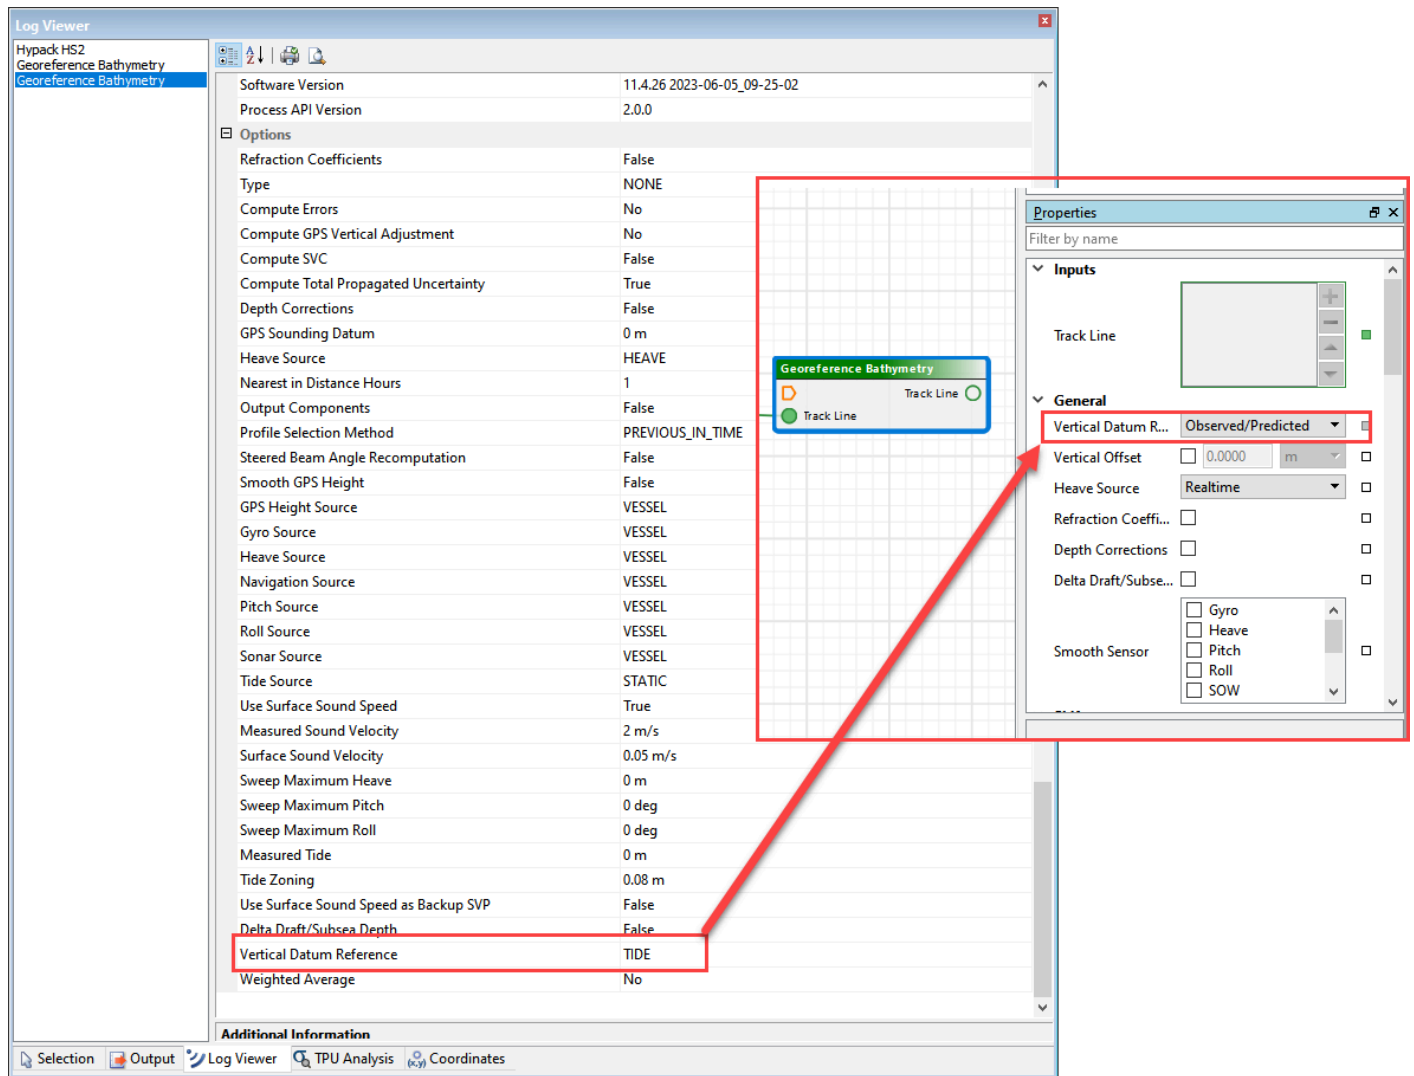 Log Viewer
Hypack HS2
Georeference Bathymetry
Georeference Bathymetry
Software Version 11.4.26 2023-06-05_09-25-02
Process API Version 2.0.0
Options
Refraction Coefficients False
Type NONE
Compute Errors No
Compute GPS Vertical Adjustment No
Compute SVC False
Compute Total Propagated Uncertainty True
Depth Corrections False
GPS Sounding Datum 0 m
Heave Source HEAVE
Nearest in Distance Hours 1
Output Components False
Profile Selection Method PREVIOUS_IN_TIME
Steered Beam Angle Recomputation False
Smooth GPS Height False
GPS Height Source VESSEL
Gyro Source VESSEL
Heave Source VESSEL
Navigation Source VESSEL
Pitch Source VESSEL
Roll Source VESSEL
Sonar Source VESSEL
Tide Source STATIC
Use Surface Sound Speed True
Measured Sound Velocity 2 m/s
Surface Sound Velocity 0.05 m/s
Sweep Maximum Heave 0 m
Sweep Maximum Pitch 0 deg
Sweep Maximum Roll 0 deg
Measured Tide 0 m
Tide Zoning 0.08 m
Use Surface Sound Speed as Backup SVP False
Delta Draft/Subsea Depth False
Vertical Datum Reference TIDE
Weighted Average No
Additional Information
Selection Output Log Viewer TPU Analysis (x,y) Coordinates
Georeference Bathymetry
Track Line
Track Line
Properties
Filter by name
Inputs
Track Line
General
Vertical Datum R... Observed/Predicted
Vertical Offset 0.0000 m
Heave Source Realtime
Refraction Coeffi...
Depth Corrections
Delta Draft/Subse...
Smooth Sensor
Gyro
Heave
Pitch
Roll
SOW